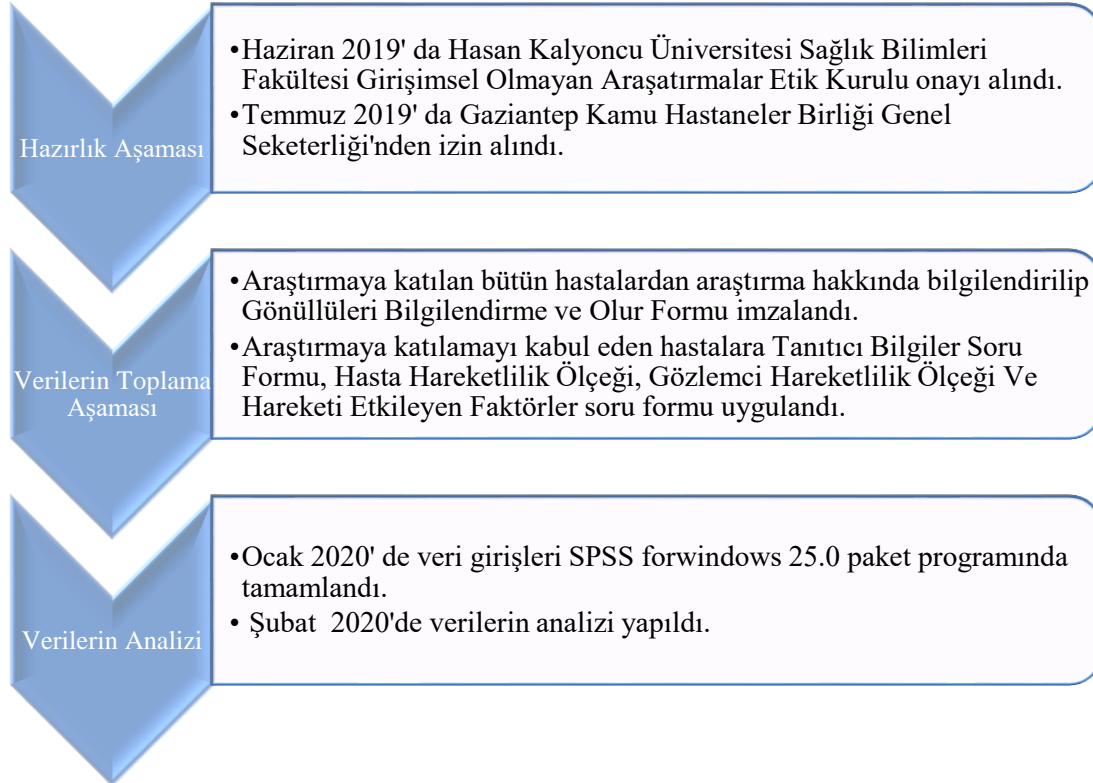 Hazırlık Aşaması
•Haziran 2019' da Hasan Kalyoncu Üniversitesi Sağlık Bilimleri
Fakültesi Girişimsel Olmayan Araşatırmalar Etik Kurulu onayı alındı.
•Temmuz 2019' da Gaziantep Kamu Hastaneler Birliği Genel
Seketerliği'nden izin alındı.
Verilerin Toplama
Aşaması
•Araştırmaya katılan bütün hastalardan araştırma hakkında bilgilendirilip
Gönüllüleri Bilgilendirme ve Olur Formu imzalandı.
•Araştırmaya katılamayı kabul eden hastalara Tanıtıcı Bilgiler Soru
Formu, Hasta Hareketlilik Ölçeği, Gözlemci Hareketlilik Ölçeği Ve
Hareketi Etkileyen Faktörler soru formu uygulandı.
Verilerin Analizi
•Ocak 2020' de veri girişleri SPSS forwindows 25.0 paket programında
tamamlandı.
• Şubat  2020'de verilerin analizi yapıldı.